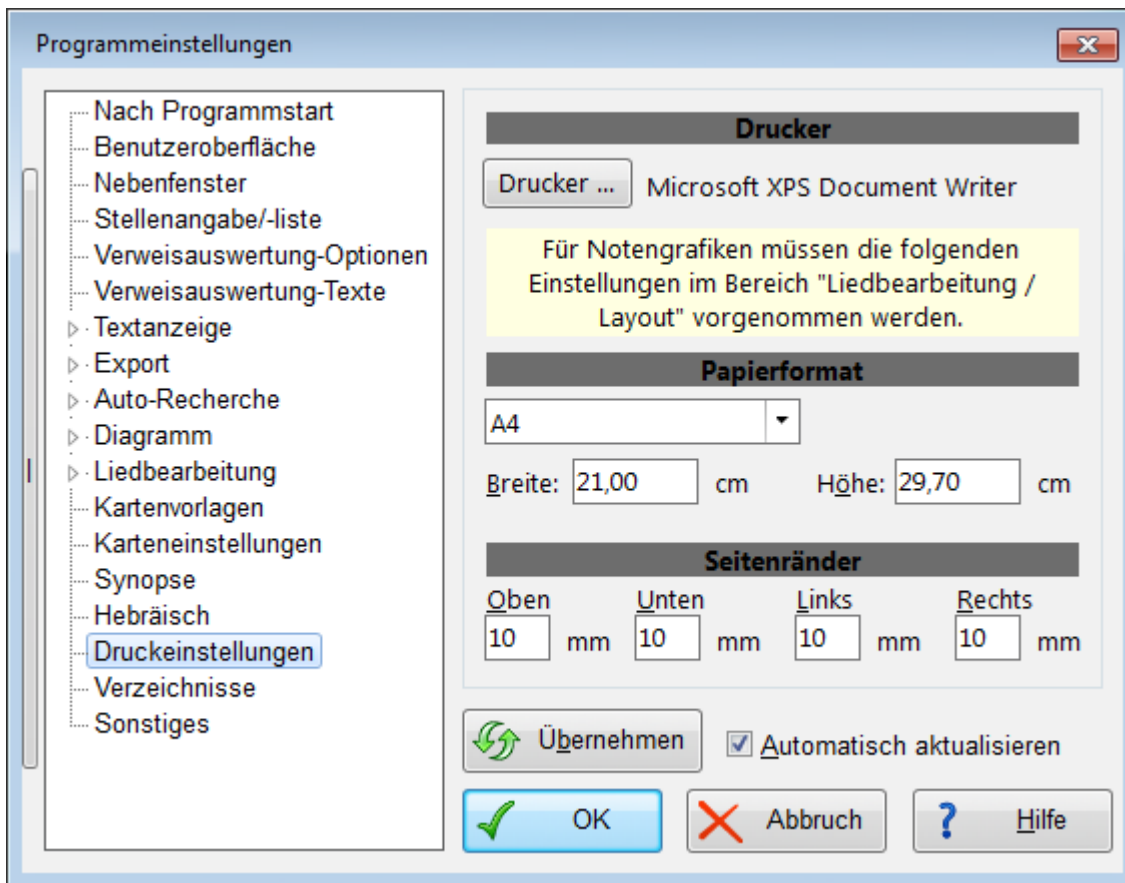 Programmeinstellungen
Nach Programmstart
Benutzeroberfläche
Nebenfenster
Stellenangabe/-liste
Verweisauswertung-Optionen
Verweisauswertung-Texte
Textanzeige
Export
Auto-Recherche
Diagramm
Liedbearbeitung
Kartenvorlagen
Karteneinstellungen
Synopse
Hebräisch
Druckeinstellungen
Verzeichnisse
Sonstiges
Drucker
Drucker ... Microsoft XPS Document Writer
Für Notengrafiken müssen die folgenden
Einstellungen im Bereich "Liedbearbeitung /
Layout" vorgenommen werden.
Papierformat
A4
Breite: 21,00 cm Höhe: 29,70 cm
Seitenränder
Oben Unten Links Rechts
10 mm 10 mm 10 mm 10 mm
Übernehmen Automatisch aktualisieren
OK Abbruch Hilfe